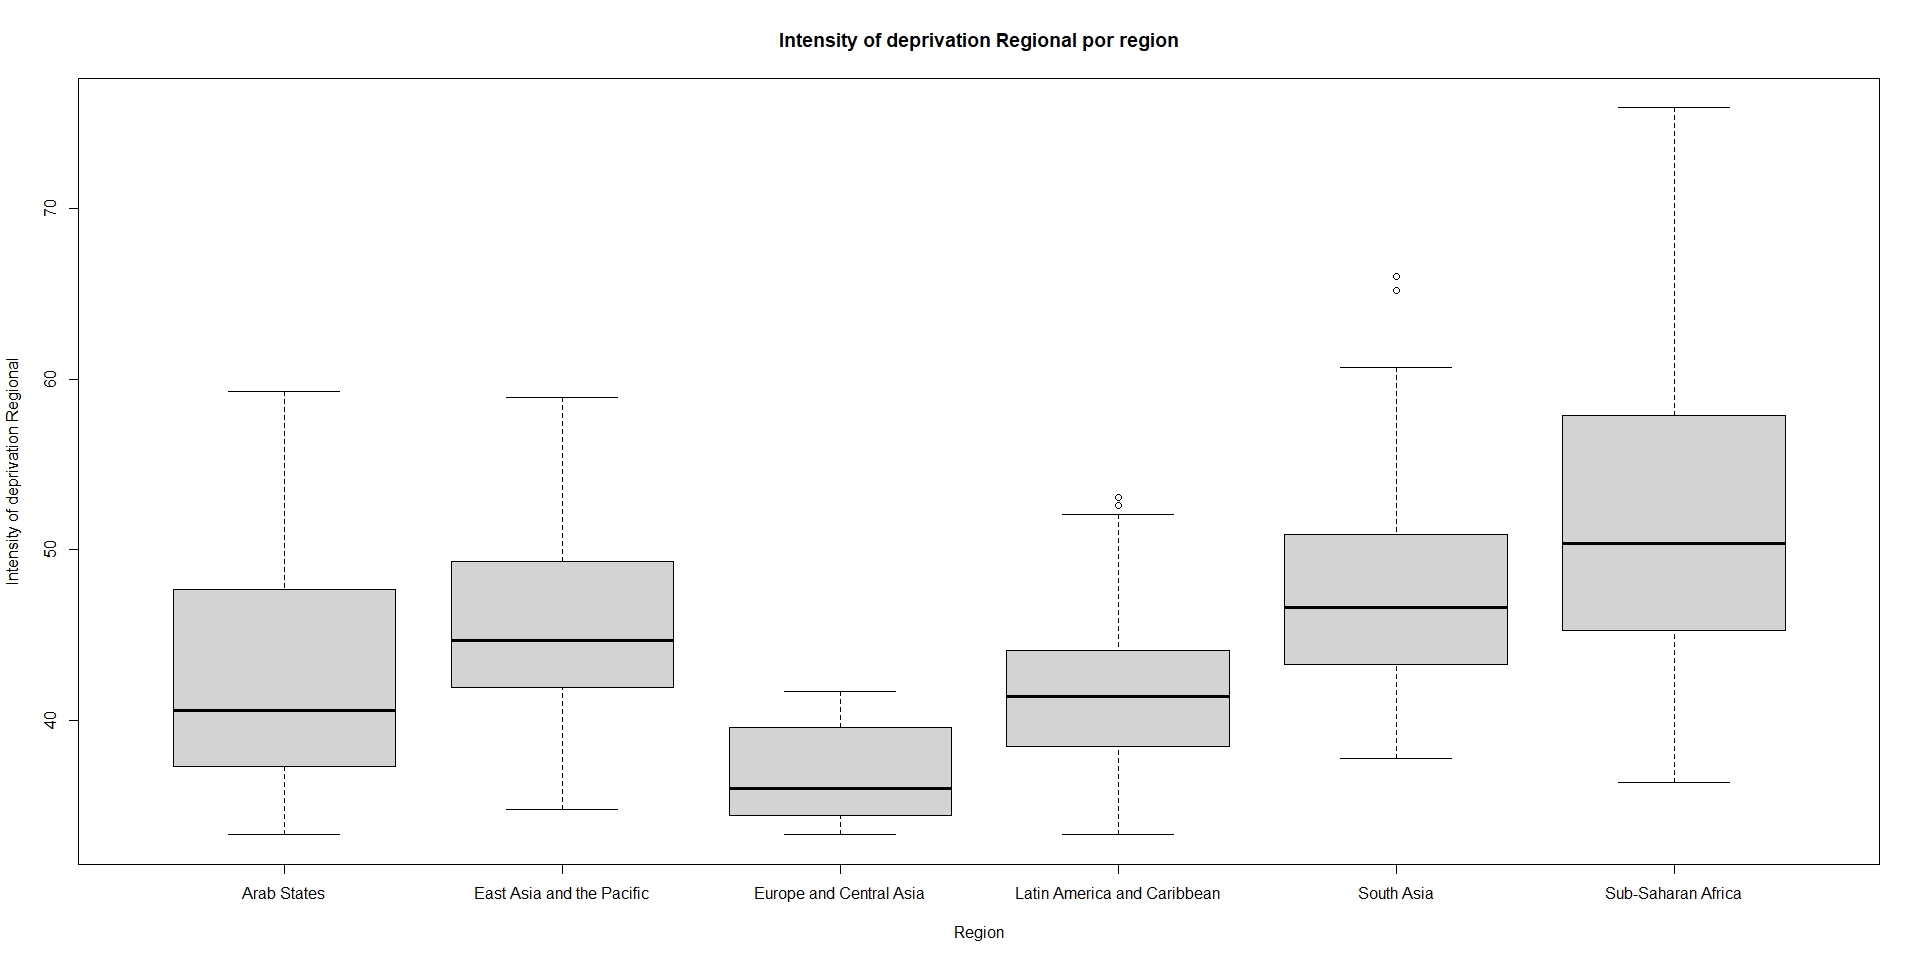 Intensity of deprivation Regional por region
Intensity of deprivation Regional
70
60
50
40
Arab States
East Asia and the Pacific
Europe and Central Asia
Latin America and Caribbean
South Asia
Sub-Saharan Africa
Region